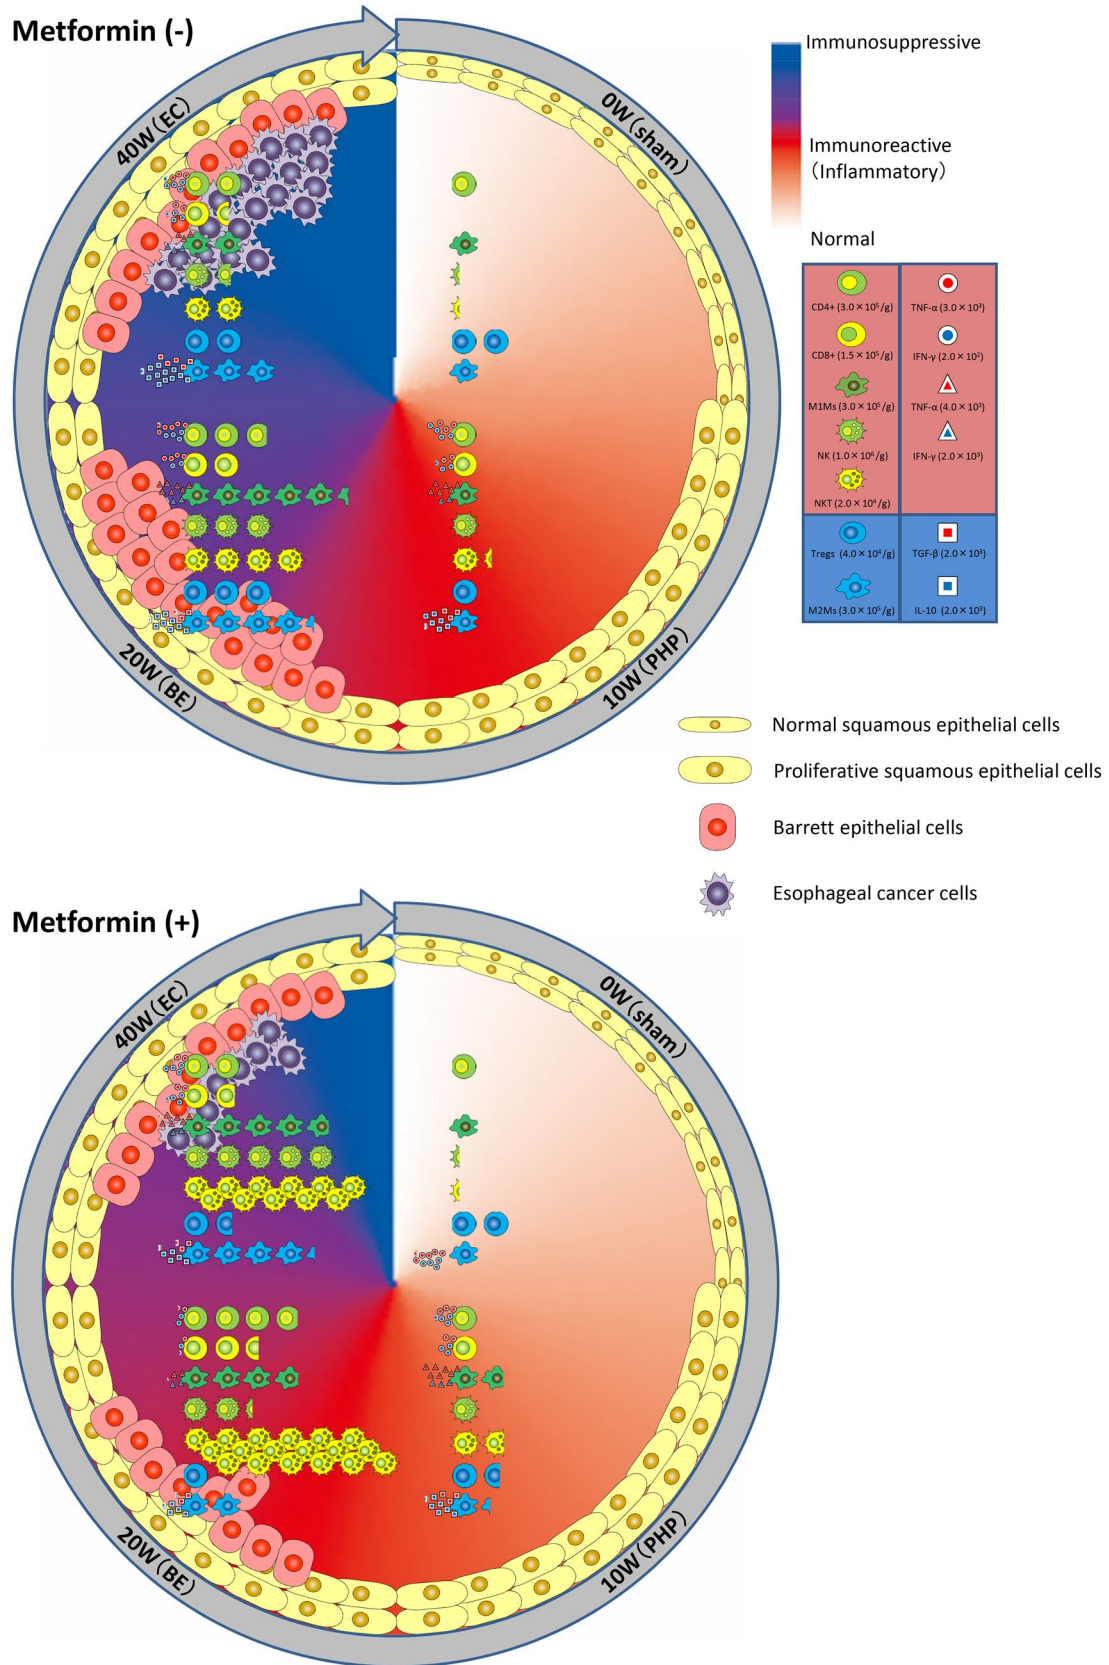 Metformin (-)
40W（EC）
0W（sham）
20W（BE）
10W（PHP）
Immunosuppressive
Immunoreactive
（Inflammatory）
Normal
CD4+ (3.0 × 10⁵/g)
TNF-α (3.0 × 10³)
CD8+ (1.5 × 10⁵/g)
IFN-γ (2.0 × 10²)
M1Ms (3.0 × 10⁵/g)
TNF-α (4.0 × 10³)
NK (1.0 × 10⁶/g)
IFN-γ (2.0 × 10³)
NKT (2.0 × 10⁴/g)
Tregs (4.0 × 10⁴/g)
TGF-β (2.0 × 10³)
M2Ms (3.0 × 10⁵/g)
IL-10 (2.0 × 10³)
Normal squamous epithelial cells
Proliferative squamous epithelial cells
Barrett epithelial cells
Esophageal cancer cells
Metformin (+)
40W（EC）
0W（sham）
20W（BE）
10W（PHP）